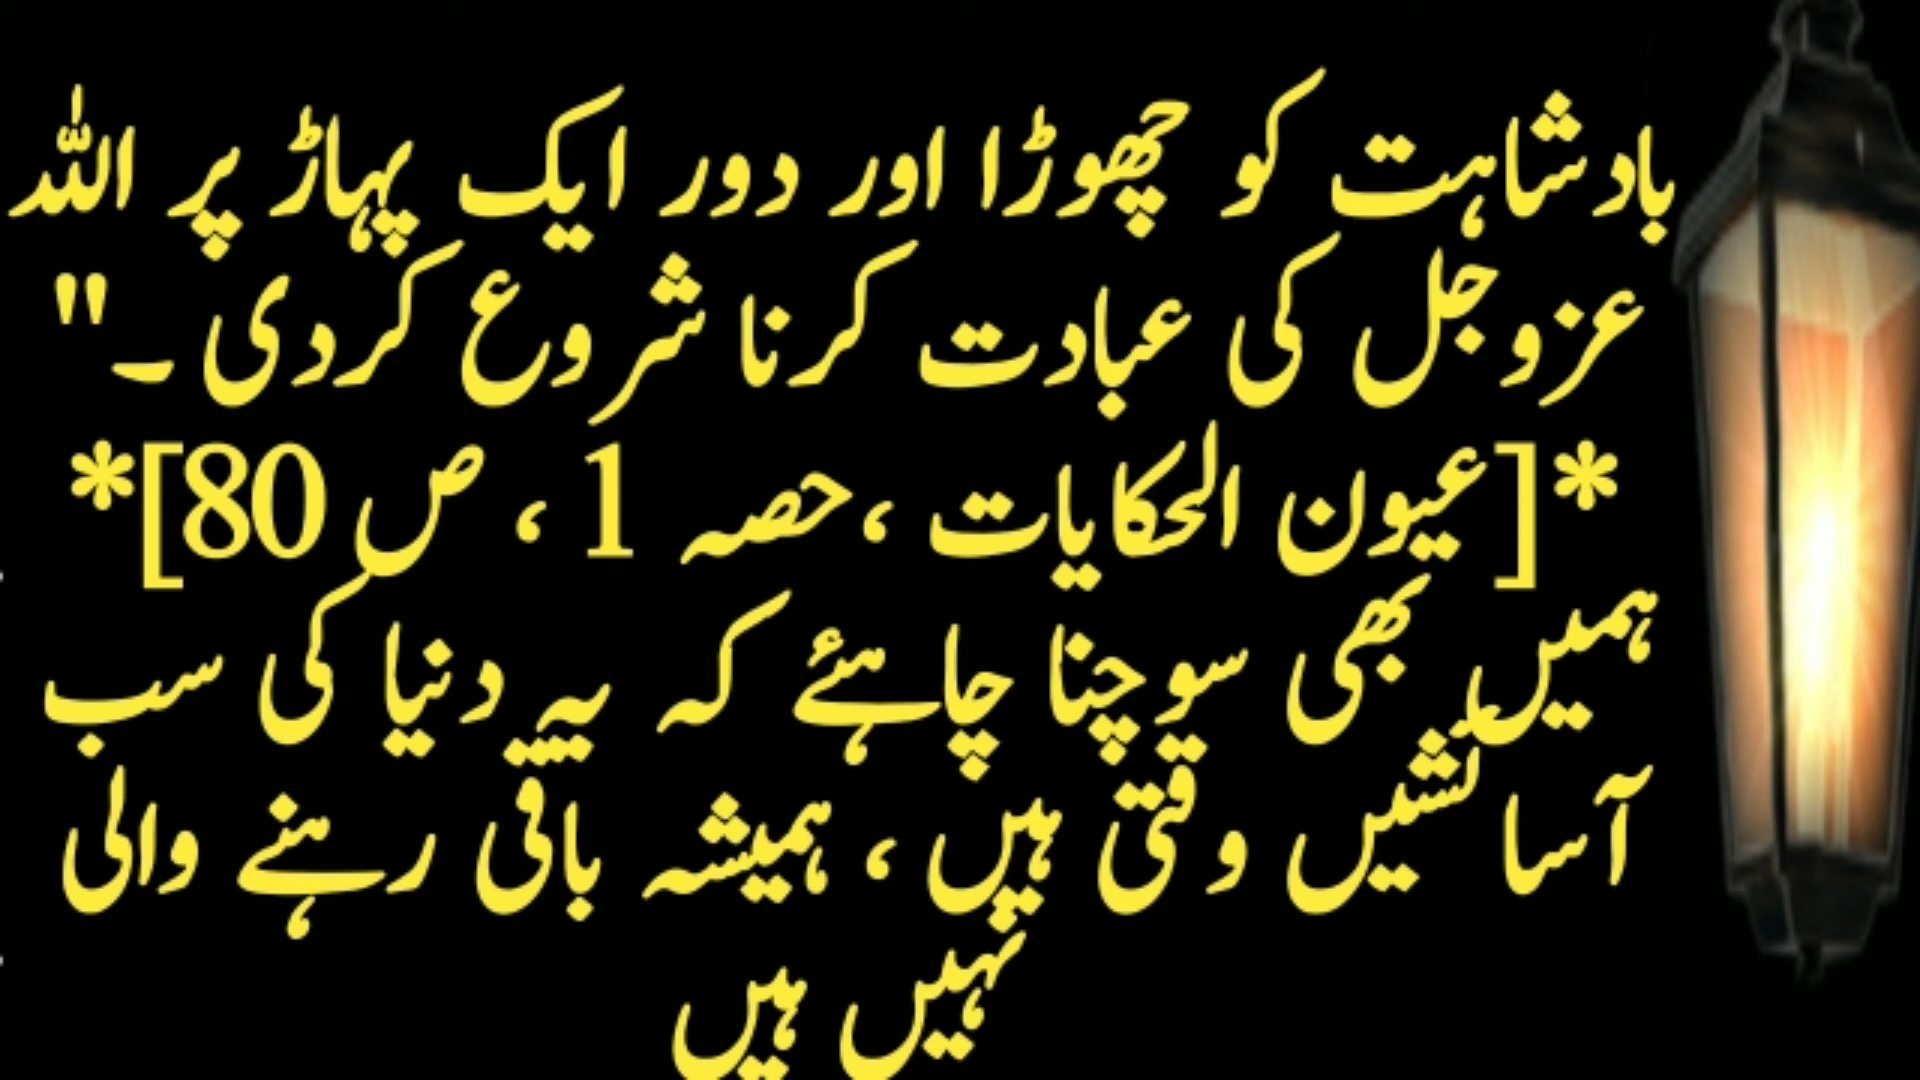 بادشاہت کو چھوڑا اور دور ایک پہاڑ پر اللہ
عزوجل کی عبادت کرنا شروع کردی ۔"
*[عیون الحکایات ،حصہ 1 ، ص 80]*
ہمیں بھی سوچنا چاہئے کہ یہ دنیا کی سب
آسائشیں وقتی ہیں ، ہمیشہ باقی رہنے والی
نہیں ہیں